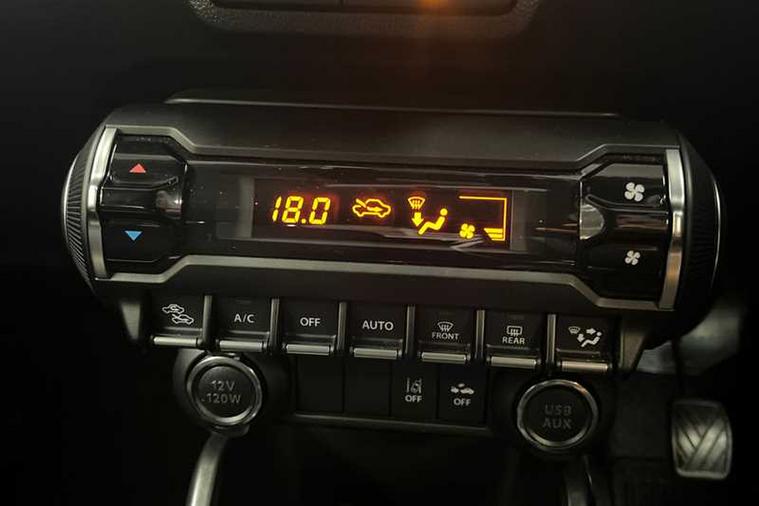 18.0
A/C
OFF
AUTO
FRONT
REAR
12V
120W
OFF
OFF
USB
AUX